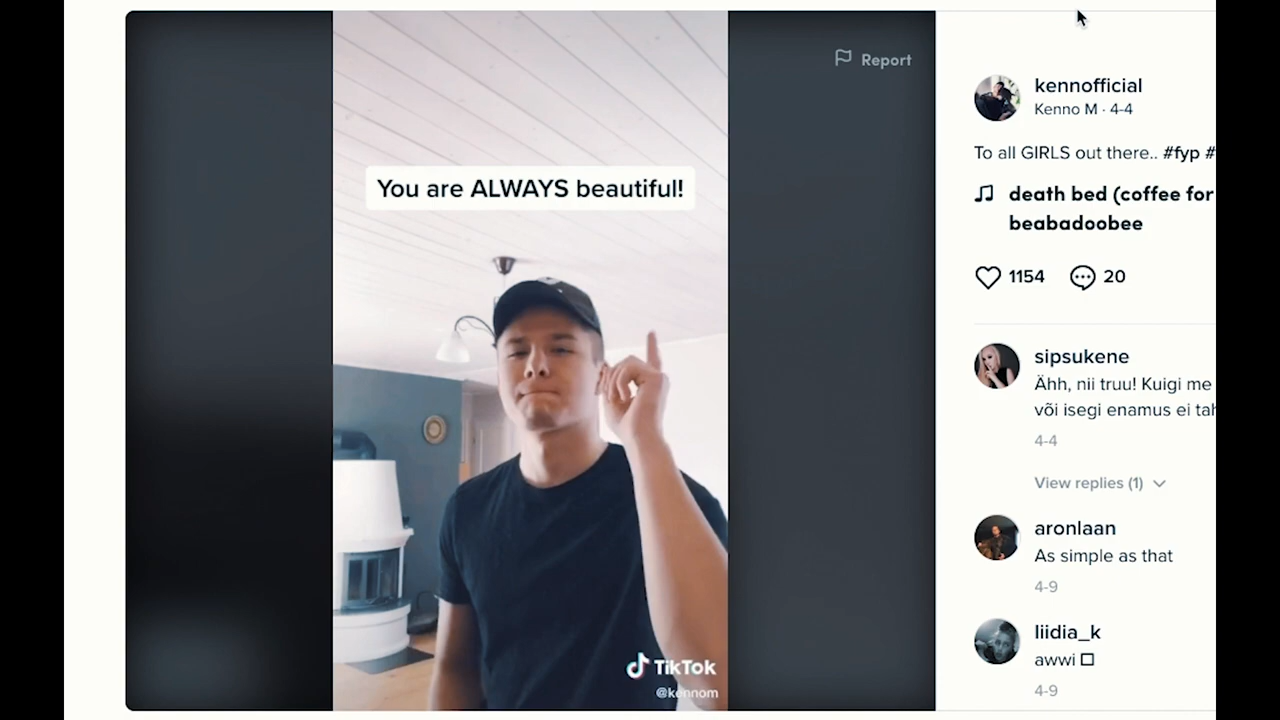 Report
You are ALWAYS beautiful!
TikTok
@kennom
kennofficial
Kenno M · 4-4
To all GIRLS out there.. #fyp #
death bed (coffee for
beabadoobee
1154
20
sipsukene
Ähh, nii truu! Kuigi me
või isegi enamus ei tah
4-4
View replies (1)
aronlaan
As simple as that
4-9
liidia_k
awwi
4-9